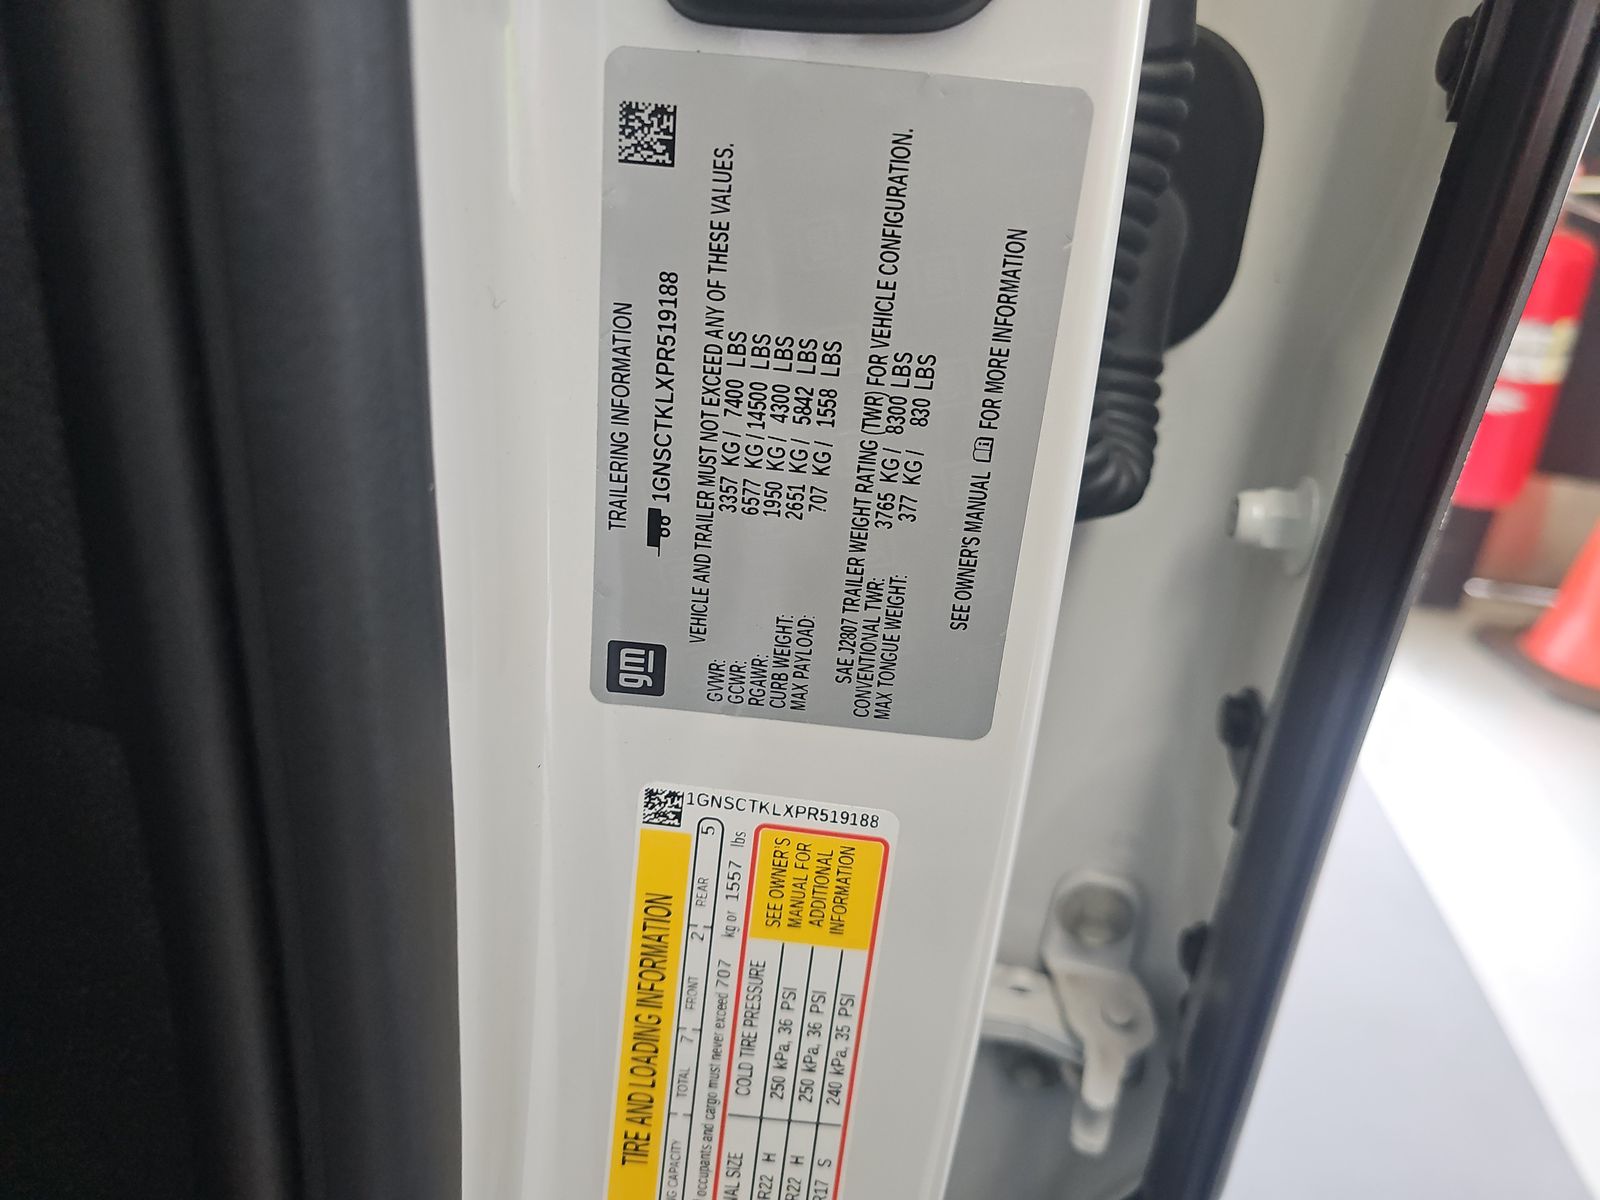 gm
TRAILERING INFORMATION
1GNSCTKLXPR519188
VEHICLE AND TRAILER MUST NOT EXCEED ANY OF THESE VALUES.
GVWR: 3357 KG / 7400 LBS
GCWR: 6577 KG / 14500 LBS
RGAWR: 1950 KG / 4300 LBS
CURB WEIGHT: 2651 KG / 5842 LBS
MAX PAYLOAD: 707 KG / 1558 LBS
SAE J2807 TRAILER WEIGHT RATING (TWR) FOR VEHICLE CONFIGURATION.
CONVENTIONAL TWR: 3765 KG / 8300 LBS
MAX TONGUE WEIGHT: 377 KG / 830 LBS
SEE OWNER'S MANUAL FOR MORE INFORMATION
1GNSCTKLXPR519188
TIRE AND LOADING INFORMATION
CAPACITY TOTAL 7 FRONT 2 REAR 5
occupants and cargo must never exceed 707 kg or 1557 lbs
SIZE COLD TIRE PRESSURE
R22 H 250 kPa, 36 PSI
R22 H 250 kPa, 36 PSI
R17 S 240 kPa, 35 PSI
SEE OWNER'S
MANUAL FOR
ADDITIONAL
INFORMATION